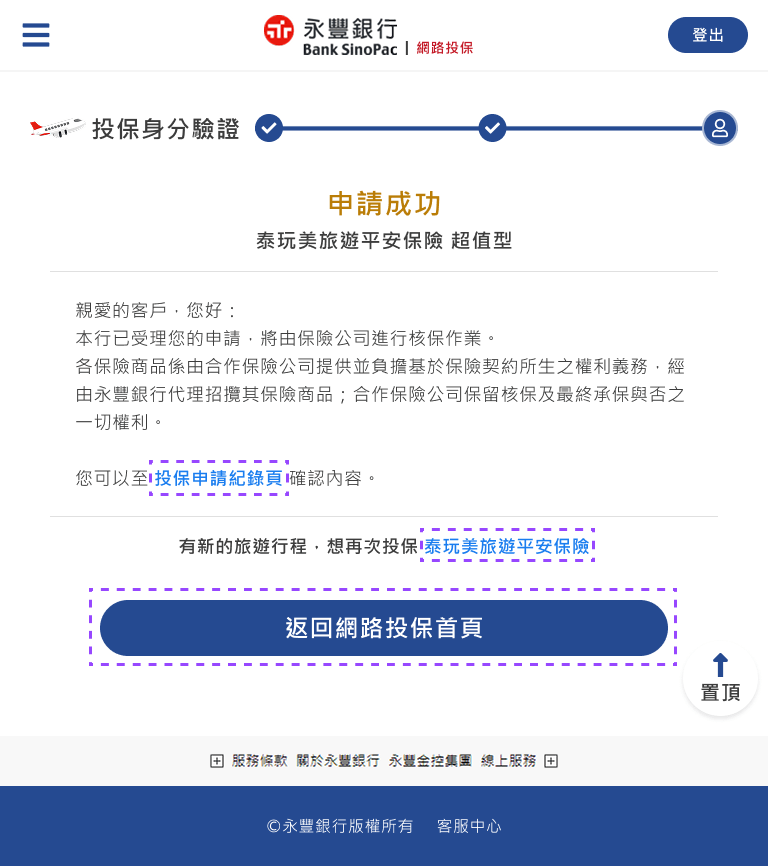 永豐銀行
Bank SinoPac
網路投保
登出
投保身分驗證
申請成功
泰玩美旅遊平安保險 超值型
親愛的客戶，您好：
本行已受理您的申請，將由保險公司進行核保作業。
各保險商品係由合作保險公司提供並負擔基於保險契約所生之權利義務，經
由永豐銀行代理招攬其保險商品；合作保險公司保留核保及最終承保與否之
一切權利。
您可以至投保申請紀錄頁確認內容。
有新的旅遊行程，想再次投保泰玩美旅遊平安保險
返回網路投保首頁
置頂
服務條款 關於永豐銀行 永豐金控集團 線上服務
©永豐銀行版權所有 客服中心